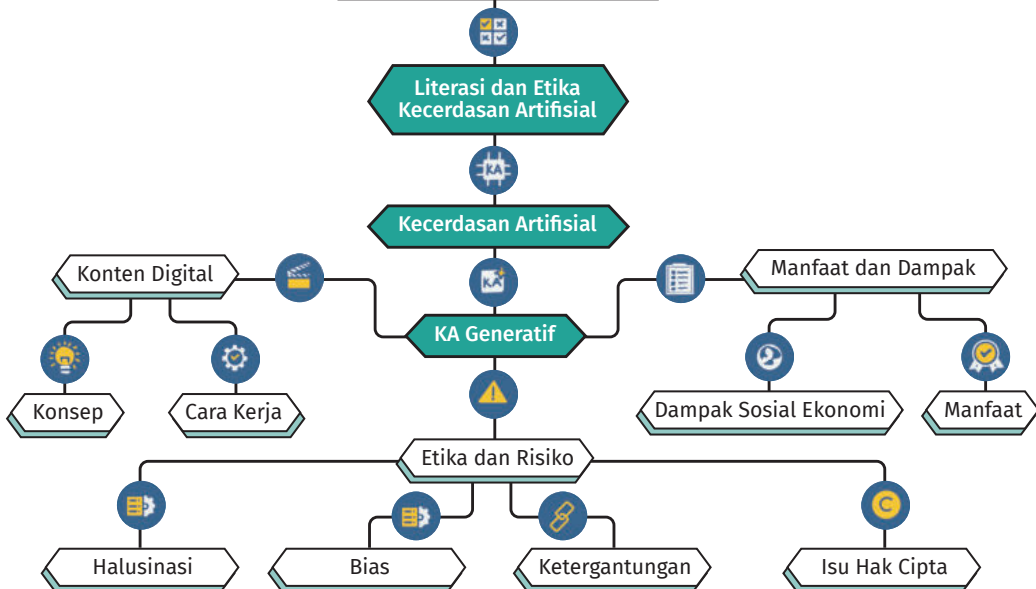 Literasi dan Etika
Kecerdasan Artifisial
KA
Kecerdasan Artifisial
Konten Digital
KA
Manfaat dan Dampak
KA Generatif
Konsep
Cara Kerja
Dampak Sosial Ekonomi
Manfaat
Etika dan Risiko
C
Halusinasi
Bias
Ketergantungan
Isu Hak Cipta